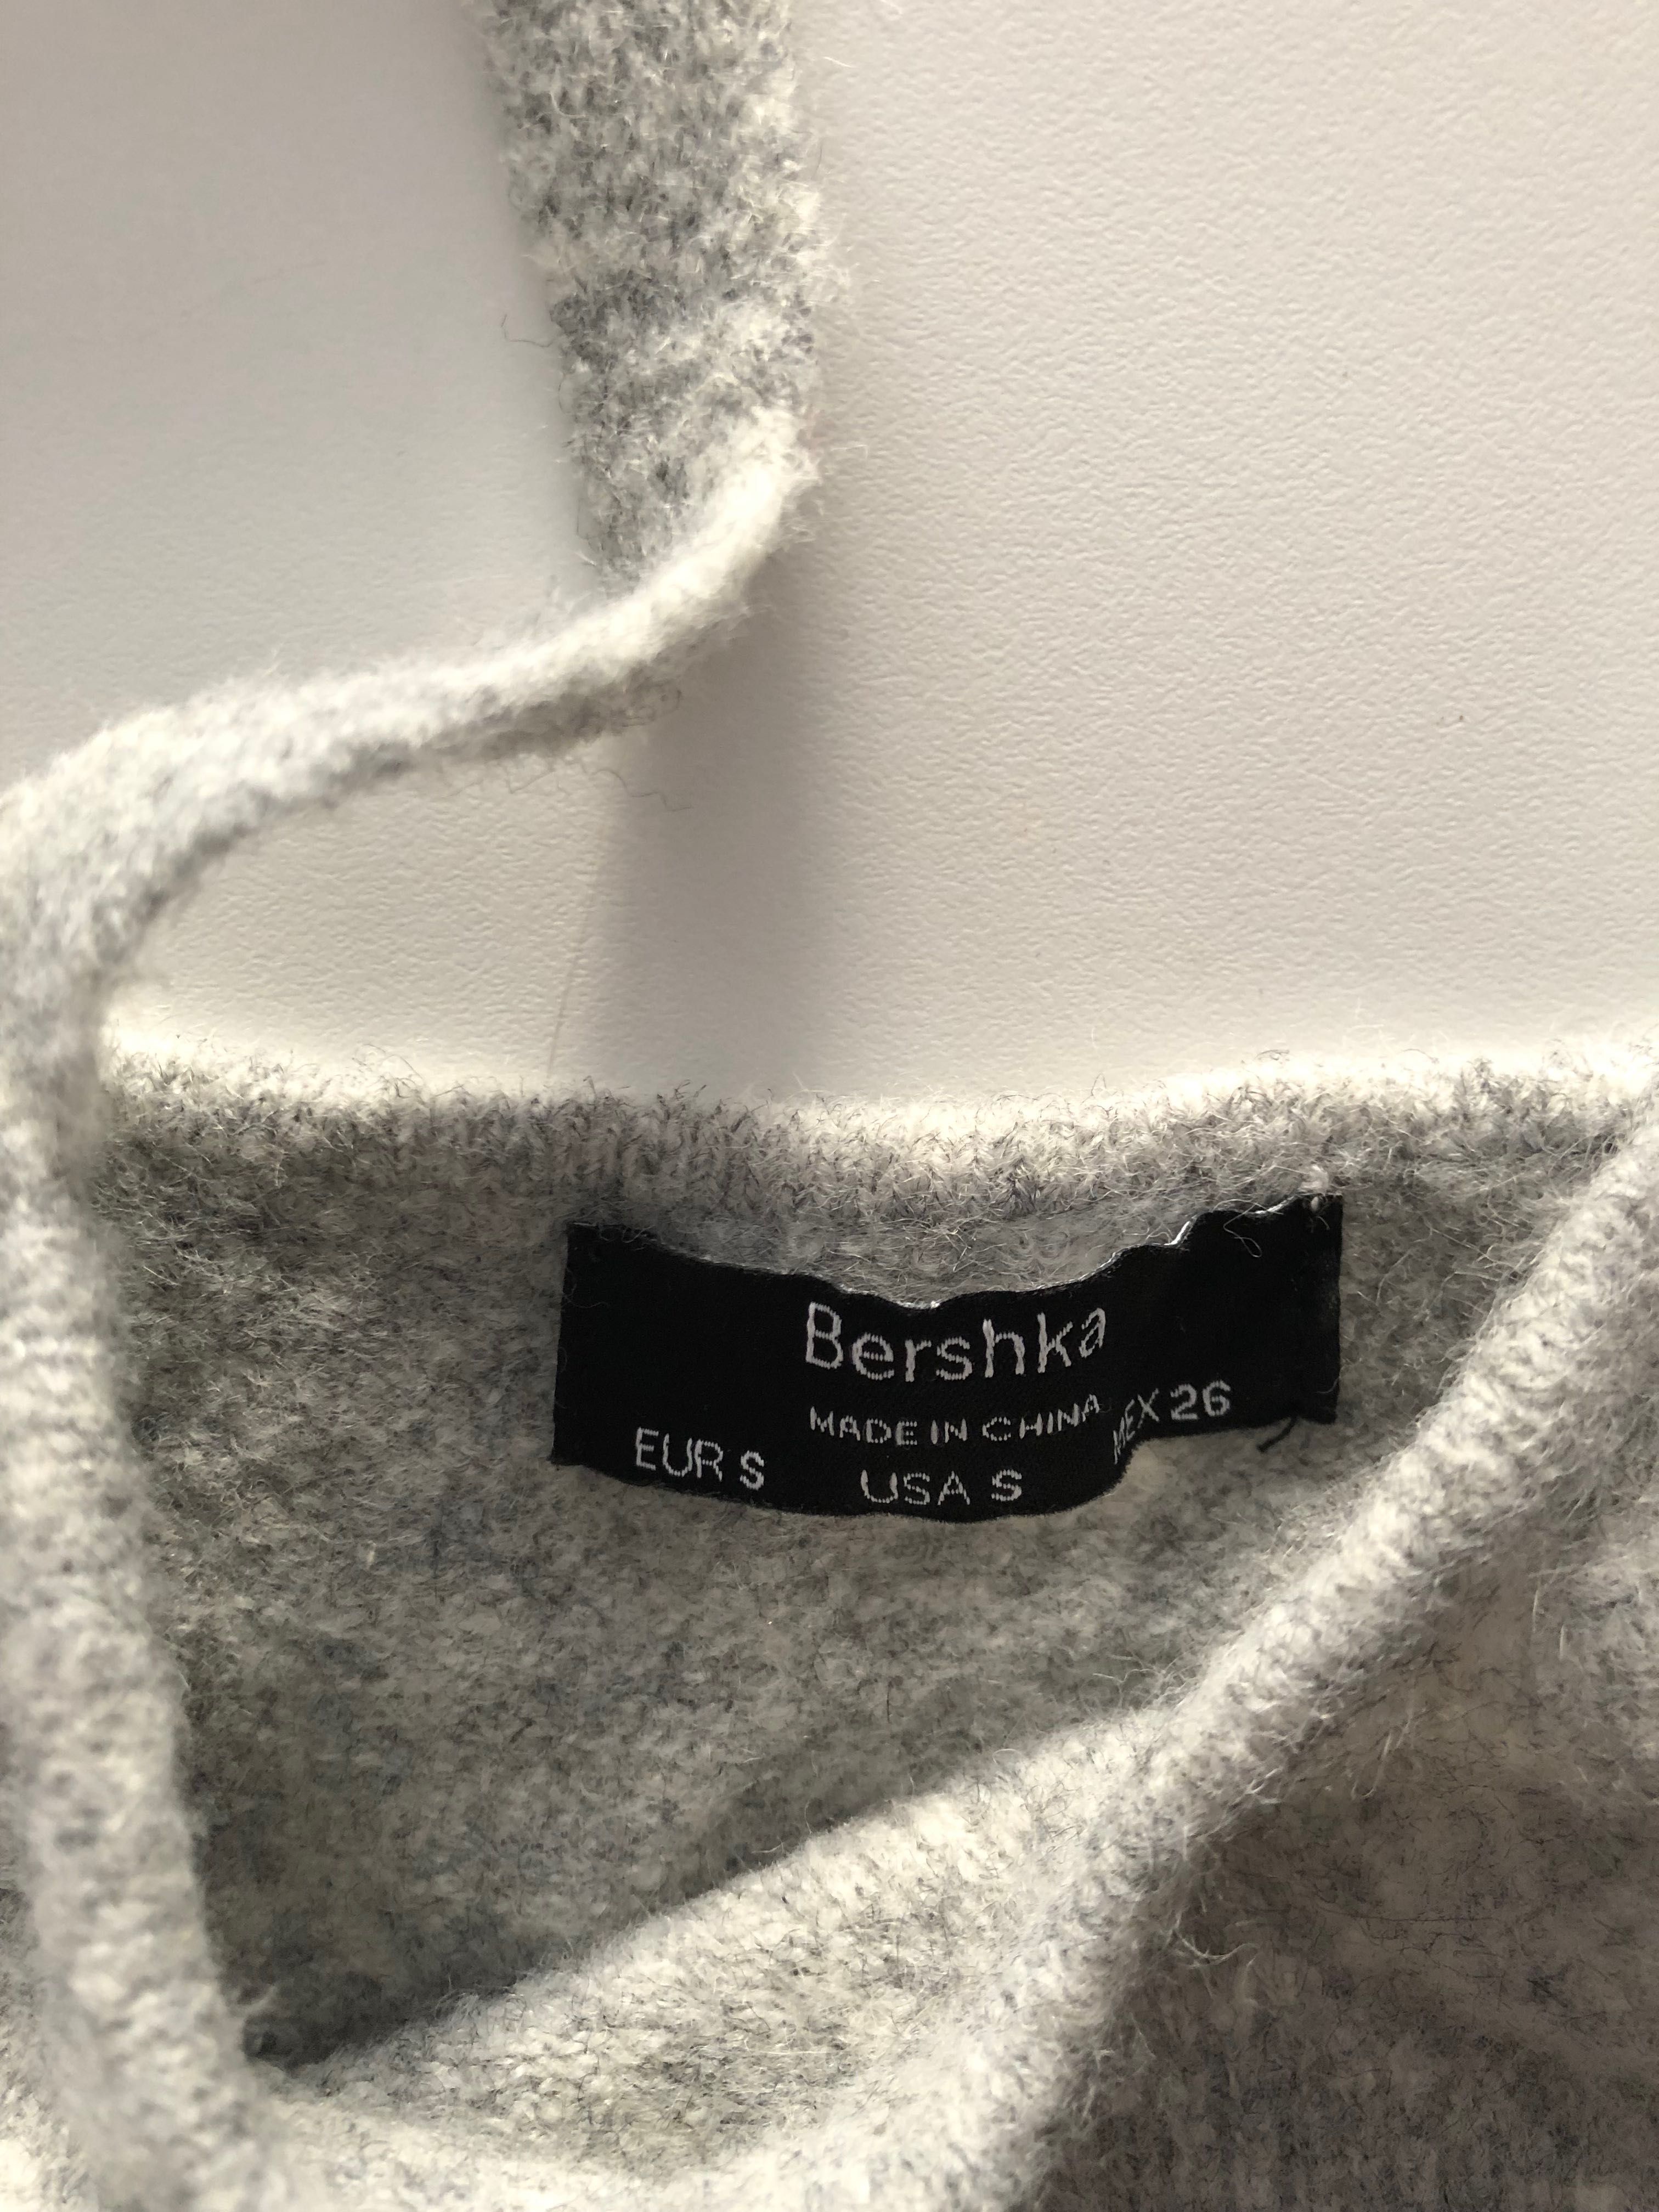 Bershka
MADE IN CHINA
EUR S USA S MEX 26